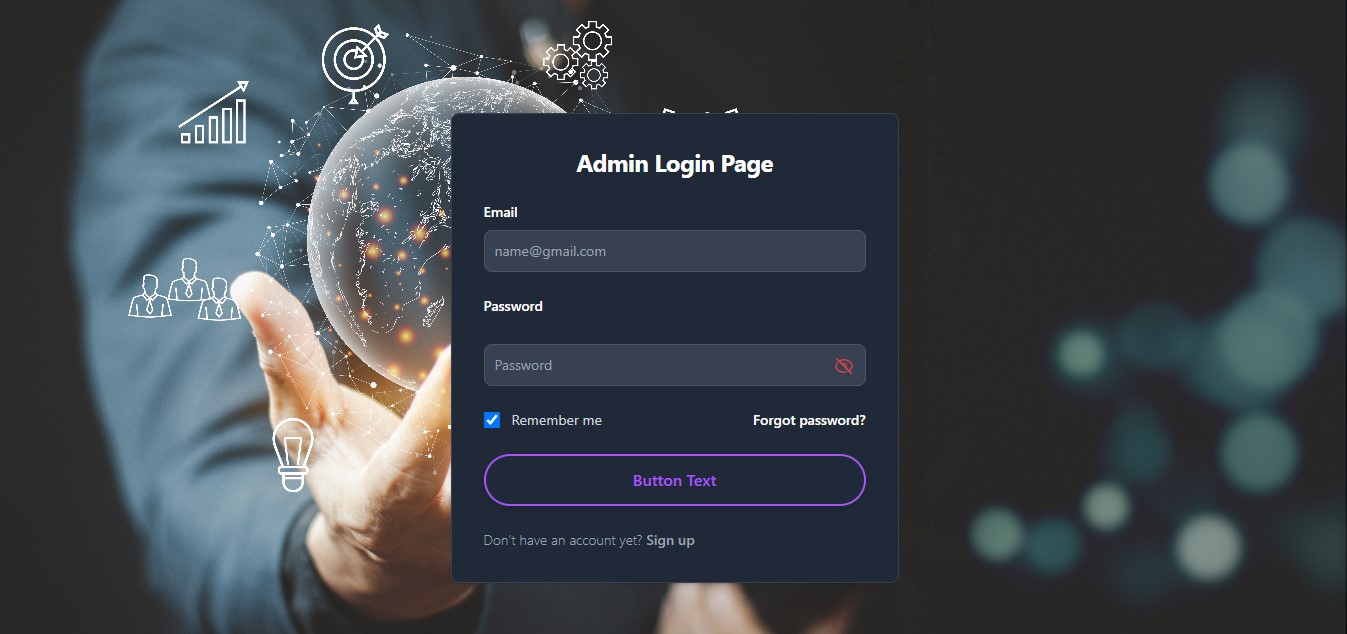 Admin Login Page
Email
name@gmail.com
Password
Password
Remember me Forgot password?
Button Text
Don't have an account yet? Sign up